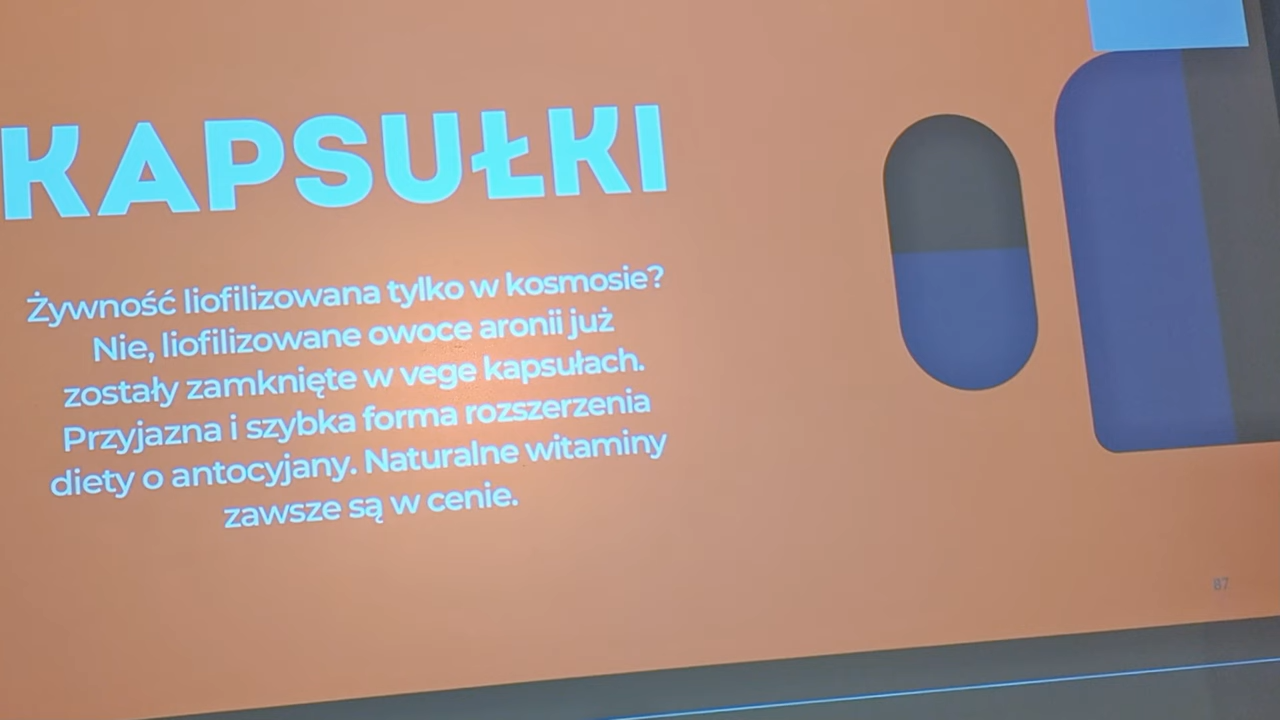 KAPSUŁKI
Żywność liofilizowana tylko w kosmosie?
Nie, liofilizowane owoce aronii już
zostały zamknięte w vege kapsułach.
Przyjazna i szybka forma rozszerzenia
diety o antocyjany. Naturalne witaminy
zawsze są w cenie.
87